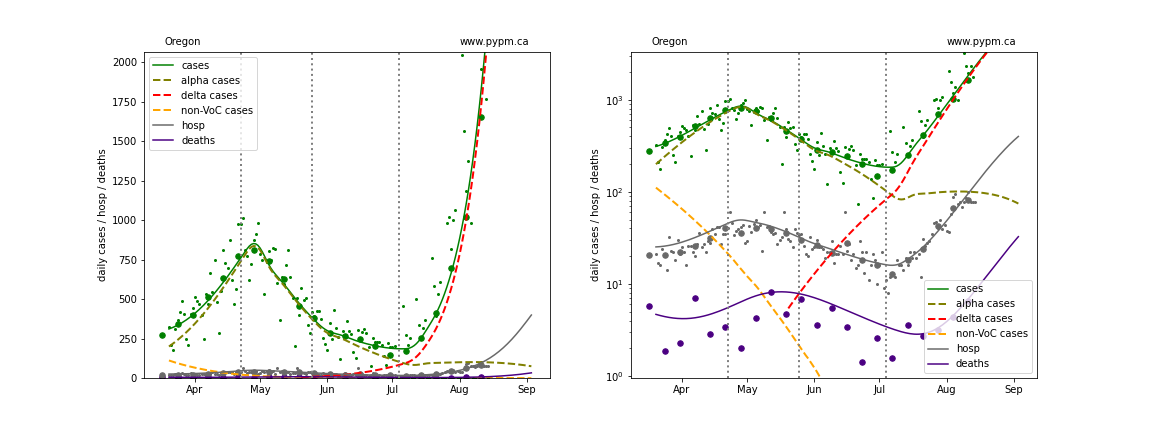 Oregon
www.pypm.ca
2000
1750
1500
1250
1000
750
500
250
0
daily cases / hosp / deaths
cases
alpha cases
delta cases
non-VoC cases
hosp
deaths
Apr
May
Jun
Jul
Aug
Sep
Oregon
www.pypm.ca
10³
10²
10¹
10⁰
daily cases / hosp / deaths
cases
alpha cases
delta cases
non-VoC cases
hosp
deaths
Apr
May
Jun
Jul
Aug
Sep